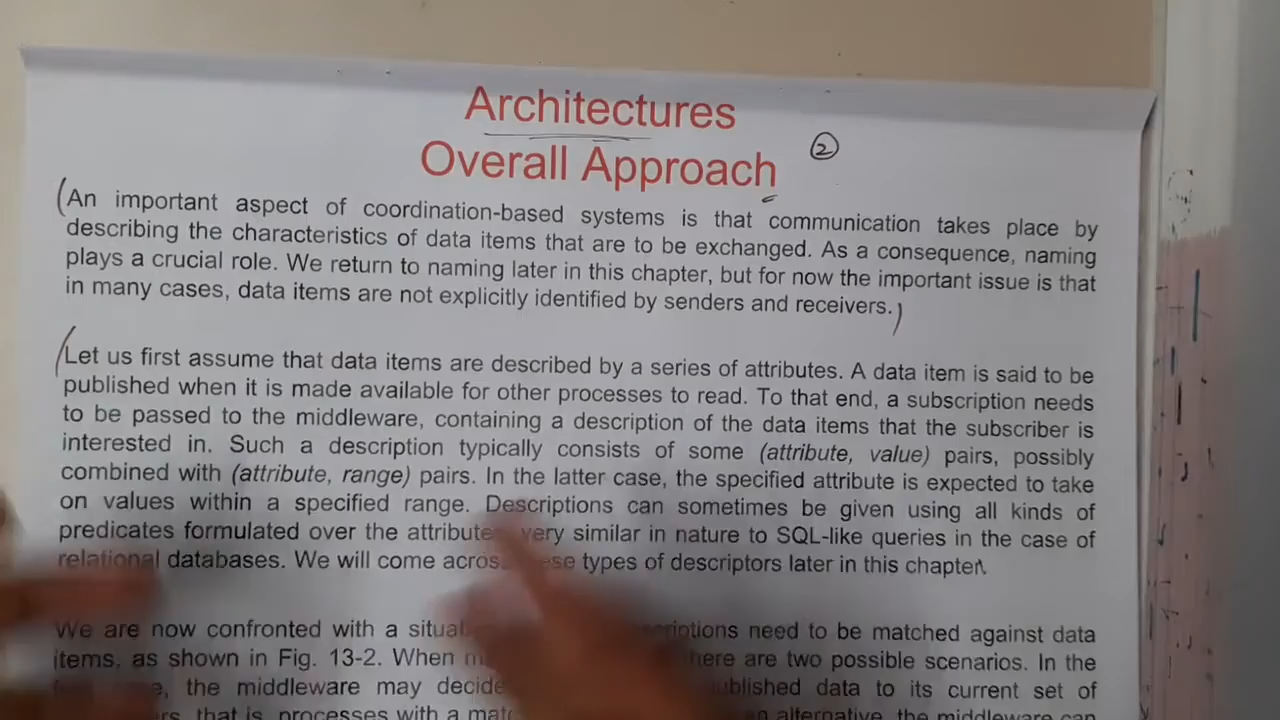 Architectures
Overall Approach
2
(An important aspect of coordination-based systems is that communication takes place by
describing the characteristics of data items that are to be exchanged. As a consequence, naming
plays a crucial role. We return to naming later in this chapter, but for now the important issue is that
in many cases, data items are not explicitly identified by senders and receivers.)
(Let us first assume that data items are described by a series of attributes. A data item is said to be
published when it is made available for other processes to read. To that end, a subscription needs
to be passed to the middleware, containing a description of the data items that the subscriber is
interested in. Such a description typically consists of some (attribute, value) pairs, possibly
combined with (attribute, range) pairs. In the latter case, the specified attribute is expected to take
on values within a specified range. Descriptions can sometimes be given using all kinds of
predicates formulated over the attributes very similar in nature to SQL-like queries in the case of
relational databases. We will come across these types of descriptors later in this chapter.
We are now confronted with a need to be matched against data
items, as shown in Fig. 13-2. When there are two possible scenarios. In the
the middleware may decide published data to its current set of
that is, processes with a an alternative, the middleware can